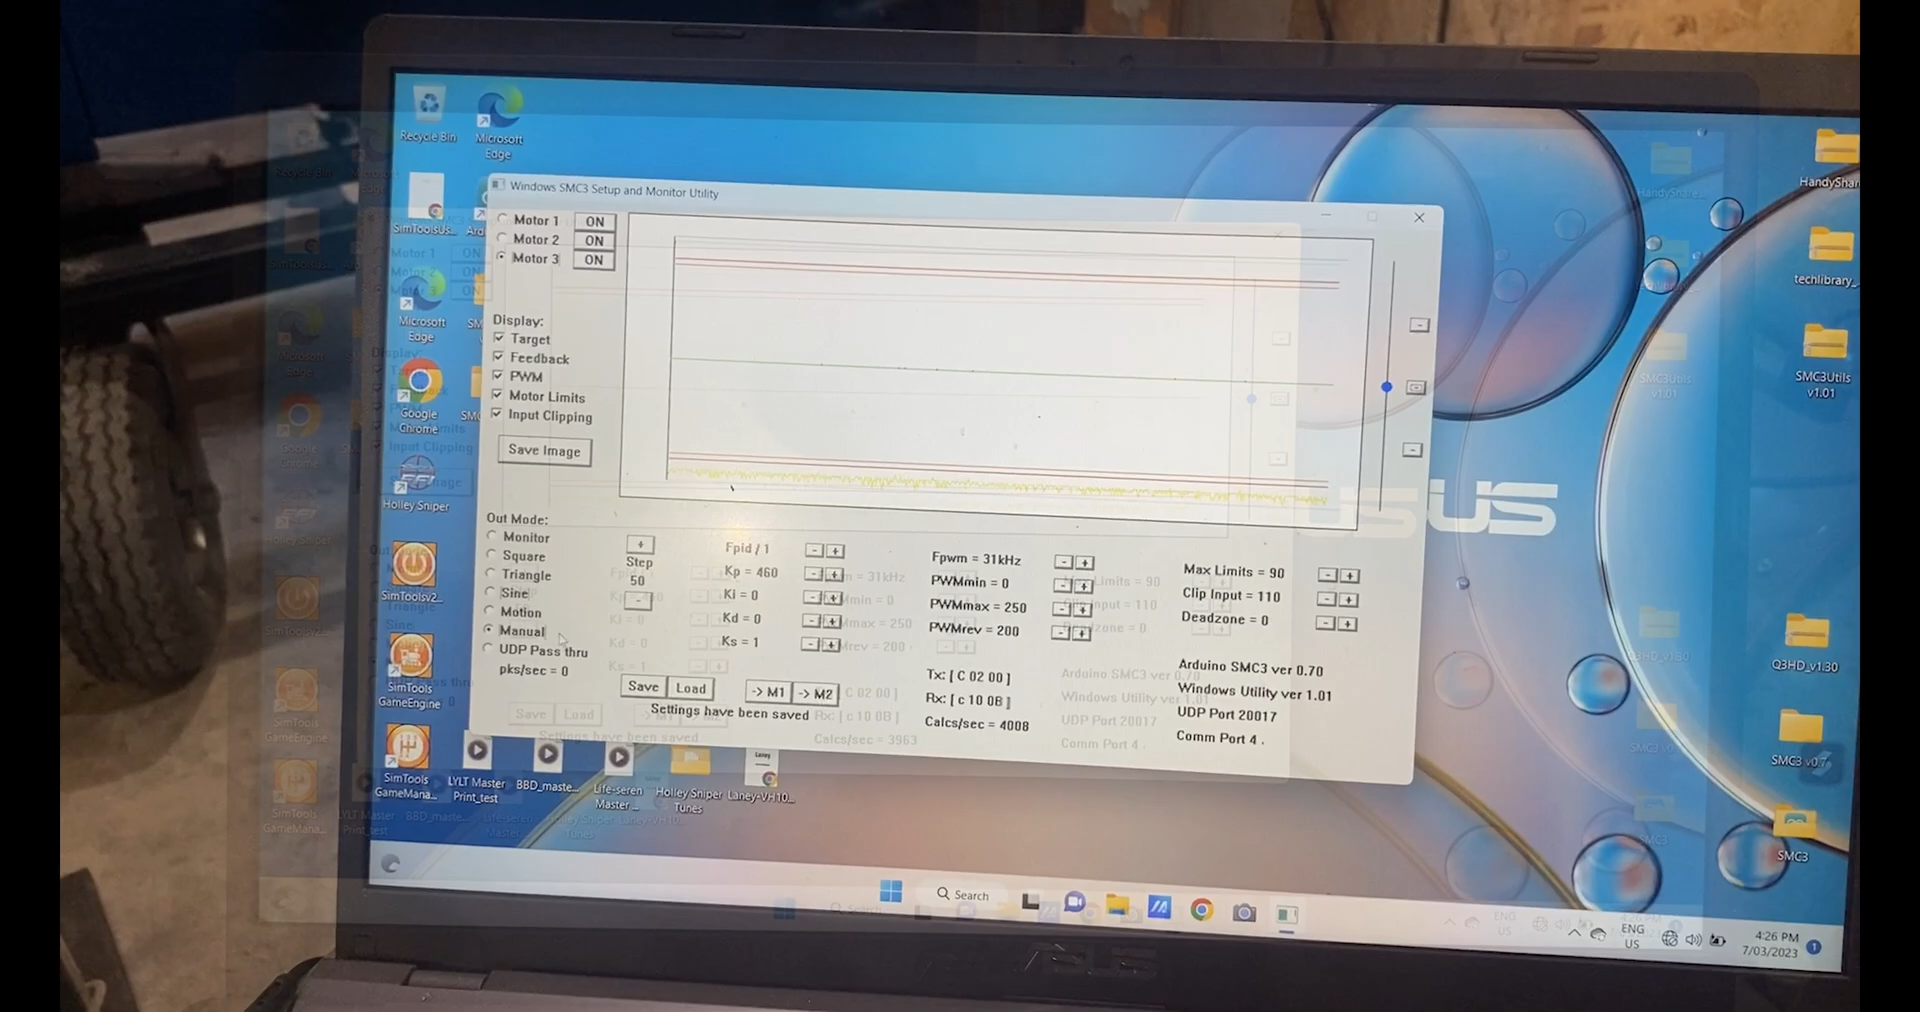 Recycle Bin
Microsoft Edge
SimToolsUs...
Microsoft Edge
Google Chrome
Holley Sniper
SimToolsv2...
SimTools GameEngine
SimTools GameMana...
LYLT Master Print_test
BBD_maste...
Life-seren Master ...
Holley Sniper Tunes
Laney-VH10...
Windows SMC3 Setup and Monitor Utility
Motor 1 ON
Motor 2 ON
Motor 3 ON
Display:
Target
Feedback
PWM
Motor Limits
Input Clipping
Save Image
Out Mode:
Monitor
Square
Triangle
Sine
Motion
Manual
UDP Pass thru
pks/sec = 0
+
Step
50
-
Fpid / 1 - +
Kp = 460 - +
Ki = 0 - +
Kd = 0 - +
Ks = 1 - +
Save Load -> M1 -> M2
Settings have been saved
Fpwm = 31kHz - +
PWMmin = 0 - +
PWMmax = 250 - +
PWMrev = 200 - +
Tx: [ C 02 00 ]
Rx: [ c 10 0B ]
Calcs/sec = 4008
Max Limits = 90 - +
Clip Input = 110 - +
Deadzone = 0 - +
Arduino SMC3 ver 0.70
Windows Utility ver 1.01
UDP Port 20017
Comm Port 4 .
HandyShar
techlibrary_
SMC3Utils v1.01
Q3HD_v1.30
SMC3 v0.7
SMC3
USUS
Search
ENG US
4:26 PM
7/03/2023
1
ASUS